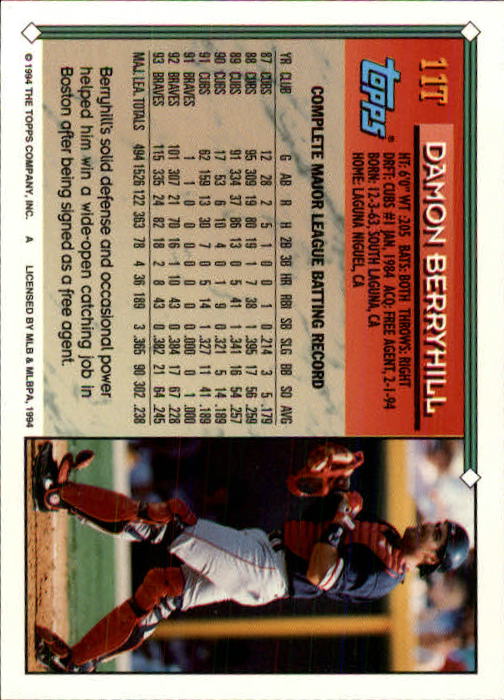 11T
DAMON BERRYHILL
Topps®
HT: 6'0" WT: 205 BATS: BOTH THROWS: RIGHT
DRFT: CUBS #1 JAN, 1984 ACQ: FREE AGENT, 2-1-94
BORN: 12-3-63, SOUTH LAGUNA, CA
HOME: LAGUNA NIGUEL, CA
COMPLETE MAJOR LEAGUE BATTING RECORD
YR CLUB G AB R H 2B 3B HR RBI SB SLG BB SO AVG
87 CUBS 12 28 2 5 1 0 0 1 0 .214 3 5 .179
88 CUBS 95 309 19 80 19 1 7 38 1 .395 17 56 .259
89 CUBS 91 334 37 86 13 0 5 41 1 .341 16 54 .257
90 CUBS 17 53 6 10 4 0 1 9 0 .321 5 14 .189
91 CUBS 62 159 13 30 7 0 5 14 1 .327 11 41 .189
91 BRAVES 1 1 0 0 0 0 0 0 0 .000 0 1 .000
92 BRAVES 101 307 21 70 16 1 10 43 0 .384 17 67 .228
93 BRAVES 115 335 24 82 18 2 8 43 0 .382 21 64 .245
MAJ. LEA. TOTALS 494 1526 122 363 78 4 36 189 3 .365 90 302 .238
Berryhill's solid defense and occasional power
helped him win a wide-open catching job in
Boston after being signed as a free agent.
© 1994 THE TOPPS COMPANY, INC. A LICENSED BY MLB & MLBPA, 1994